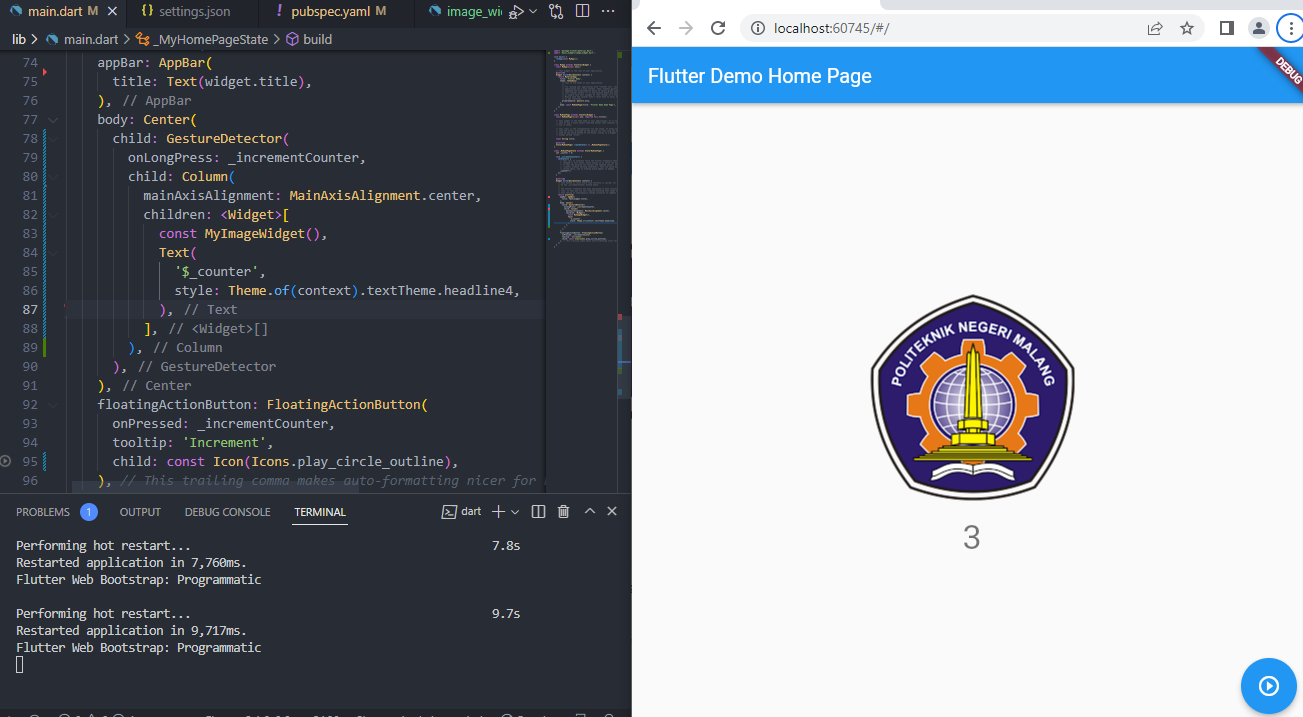 main.dart M
settings.json
pubspec.yaml M
image_wi
lib > main.dart > _MyHomePageState > build
74 appBar: AppBar(
75 title: Text(widget.title),
76 ), // AppBar
77 body: Center(
78 child: GestureDetector(
79 onLongPress: _incrementCounter,
80 child: Column(
81 mainAxisAlignment: MainAxisAlignment.center,
82 children: <Widget>[
83 const MyImageWidget(),
84 Text(
85 '$_counter',
86 style: Theme.of(context).textTheme.headline4,
87 ), // Text
88 ], // <Widget>[]
89 ), // Column
90 ), // GestureDetector
91 ), // Center
92 floatingActionButton: FloatingActionButton(
93 onPressed: _incrementCounter,
94 tooltip: 'Increment',
95 child: const Icon(Icons.play_circle_outline),
96 ), // This trailing comma makes auto-formatting nicer for
PROBLEMS 1 OUTPUT DEBUG CONSOLE TERMINAL dart
Performing hot restart... 7.8s
Restarted application in 7,760ms.
Flutter Web Bootstrap: Programmatic
Performing hot restart... 9.7s
Restarted application in 9,717ms.
Flutter Web Bootstrap: Programmatic
localhost:60745/#/
Flutter Demo Home Page
DEBUG
POLITEKNIK NEGERI MALANG
3